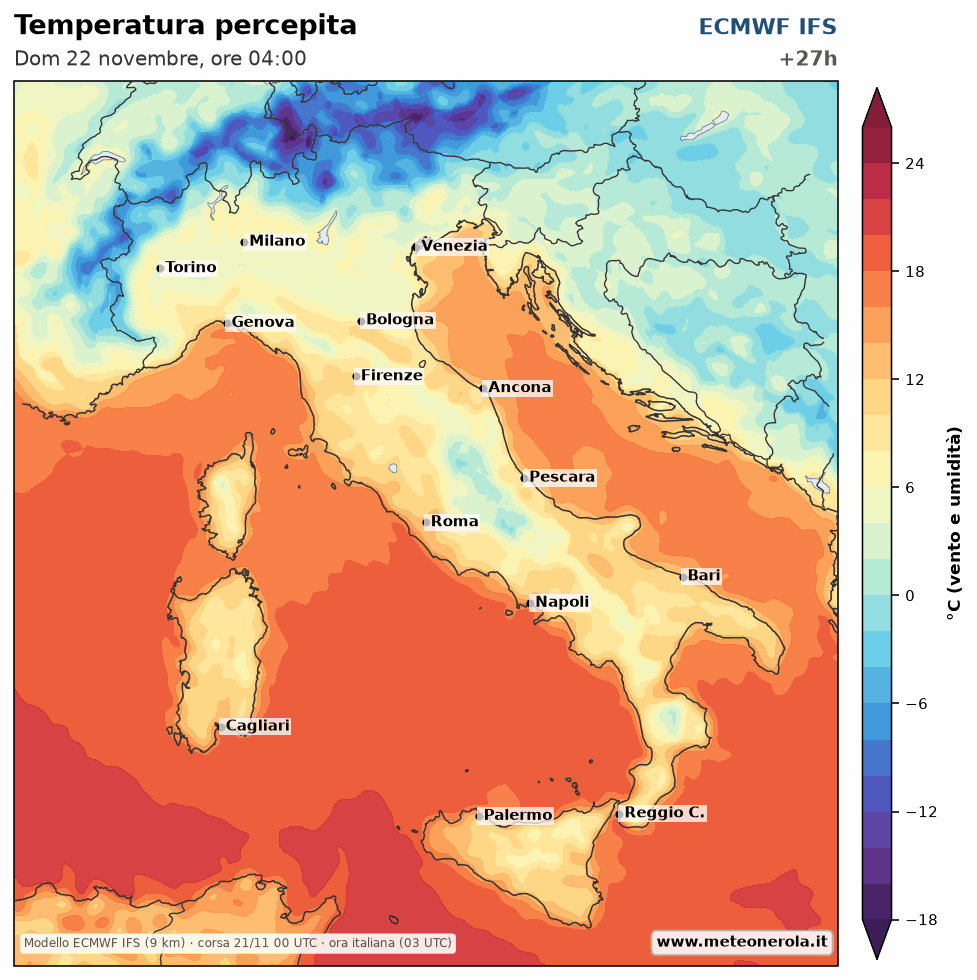 Temperatura percepita
ECMWF IFS
Dom 22 novembre, ore 04:00
+27h
Milano
Venezia
Torino
Genova
Bologna
Firenze
Ancona
Pescara
Roma
Bari
Napoli
Cagliari
Palermo
Reggio C.
24
18
12
6
0
−6
−12
−18
°C (vento e umidità)
Modello ECMWF IFS (9 km) · corsa 21/11 00 UTC · ora italiana (03 UTC)
www.meteonerola.it